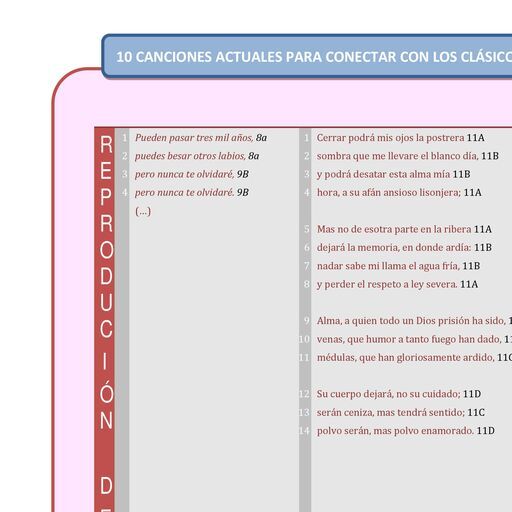 10 CANCIONES ACTUALES PARA CONECTAR CON LOS CLÁSICO
REPRODUCIÓN
D
1 Pueden pasar tres mil años, 8a
2 puedes besar otros labios, 8a
3 pero nunca te olvidaré, 9B
4 pero nunca te olvidaré. 9B
(…)
1 Cerrar podrá mis ojos la postrera 11A
2 sombra que me llevare el blanco día, 11B
3 y podrá desatar esta alma mía 11B
4 hora, a su afán ansioso lisonjera; 11A
5 Mas no de esotra parte en la ribera 11A
6 dejará la memoria, en donde ardía: 11B
7 nadar sabe mi llama el agua fría, 11B
8 y perder el respeto a ley severa. 11A
9 Alma, a quien todo un Dios prisión ha sido, 1
10 venas, que humor a tanto fuego han dado, 11
11 médulas, que han gloriosamente ardido, 11C
12 Su cuerpo dejará, no su cuidado; 11D
13 serán ceniza, mas tendrá sentido; 11C
14 polvo serán, mas polvo enamorado. 11D